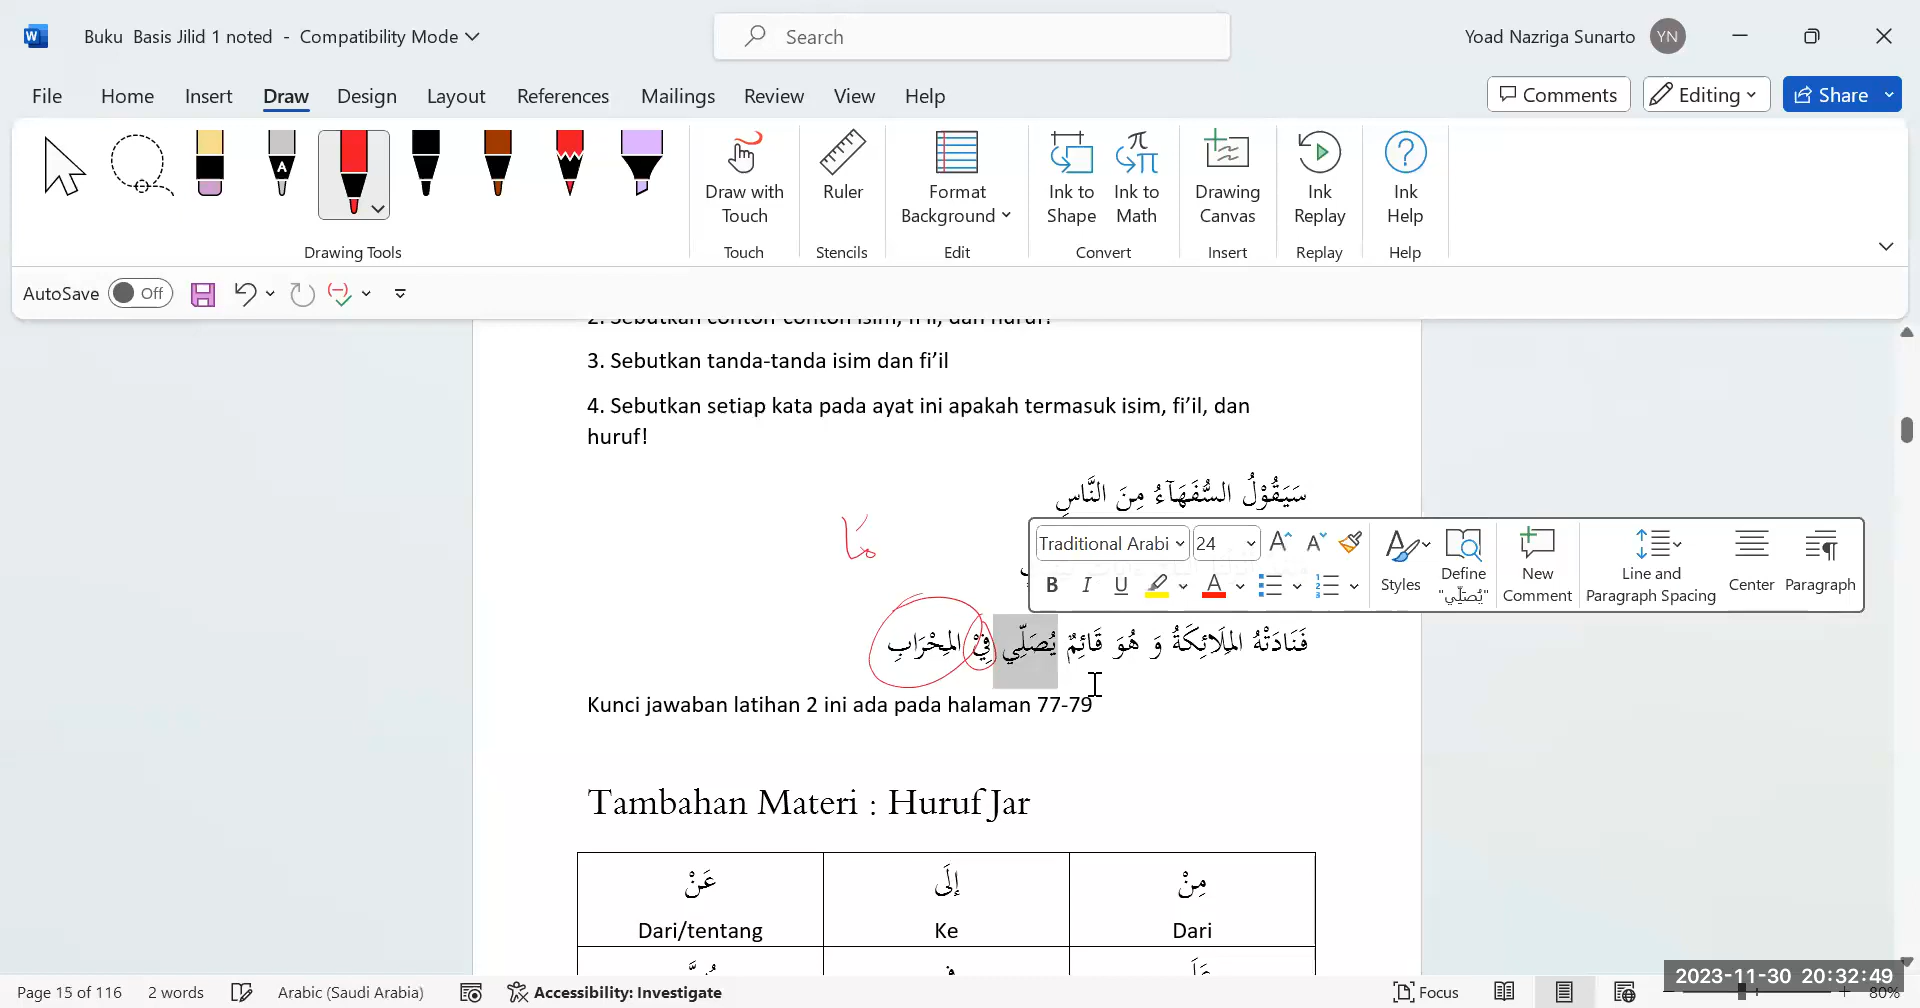 Buku Basis Jilid 1 noted - Compatibility Mode
Search
Yoad Nazriga Sunarto YN
File Home Insert Draw Design Layout References Mailings Review View Help
Comments Editing Share
A
Draw with Touch
Ruler
Format Background
Ink to Shape
Ink to Math
Drawing Canvas
Ink Replay
Ink Help
Drawing Tools Touch Stencils Edit Convert Insert Replay Help
AutoSave Off
3. Sebutkan tanda-tanda isim dan fi’il
4. Sebutkan setiap kata pada ayat ini apakah termasuk isim, fi’il, dan
huruf!
سَيَقُوْلُ السُّفَهَآءُ مِنَ النَّاسِ
Traditional Arabi 24
B I U A
Styles
Define "يُصَلِّي"
New Comment
Line and Paragraph Spacing
Center
Paragraph
فَنَادَتْهُ المِلَائِكَةُ وَ هُوَ قَائِمٌ يُصَلِّي فِيْ المِحْرَابِ
Kunci jawaban latihan 2 ini ada pada halaman 77-79
Tambahan Materi : Huruf Jar
عَنْ إِلَى مِنْ
Dari/tentang Ke Dari
Page 15 of 116 2 words Arabic (Saudi Arabia) Accessibility: Investigate Focus 80%
2023-11-30 20:32:49